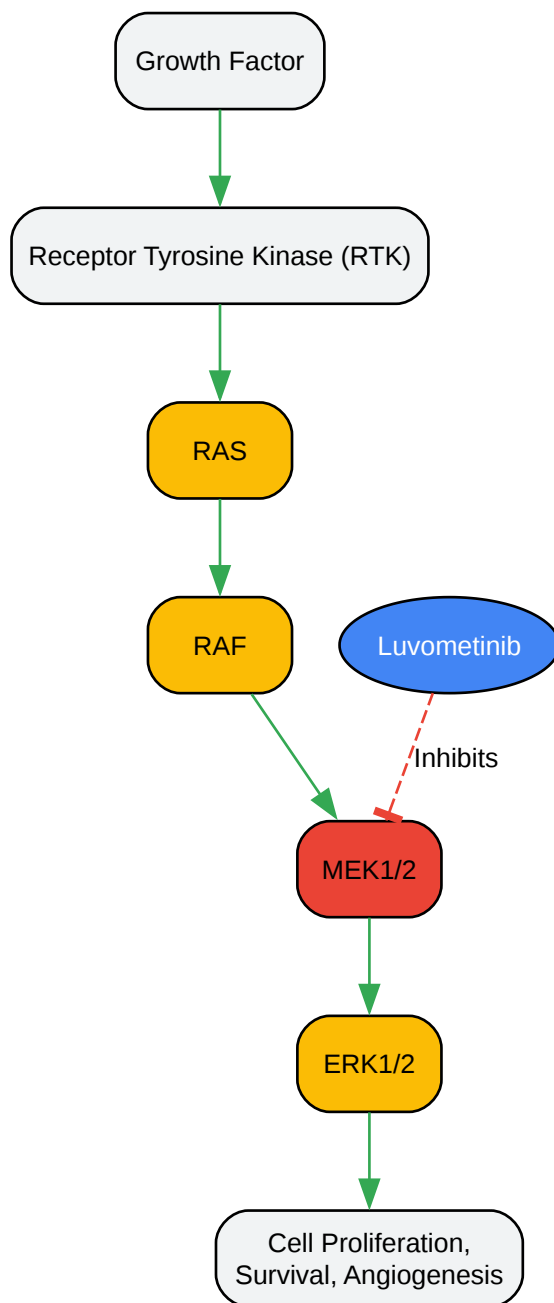 Growth Factor
Receptor Tyrosine Kinase (RTK)
RAS
RAF
Luvometinib
Inhibits
MEK1/2
ERK1/2
Cell Proliferation,
Survival, Angiogenesis